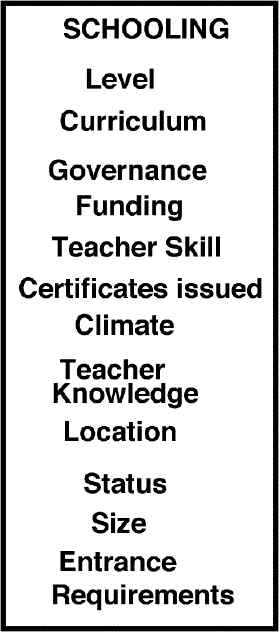 SCHOOLING
Level
Curriculum
Governance
Funding
Teacher Skill
Certificates issued
Climate
Teacher
Knowledge
Location
Status
Size
Entrance
Requirements